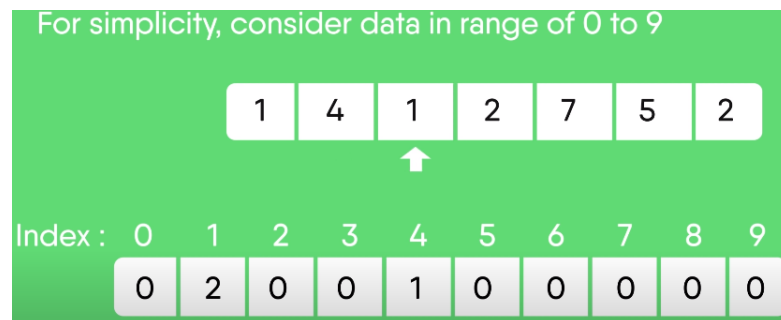 For simplicity, consider data in range of 0 to 9
1 4 1 2 7 5 2
Index : 0 1 2 3 4 5 6 7 8 9
0 2 0 0 1 0 0 0 0 0